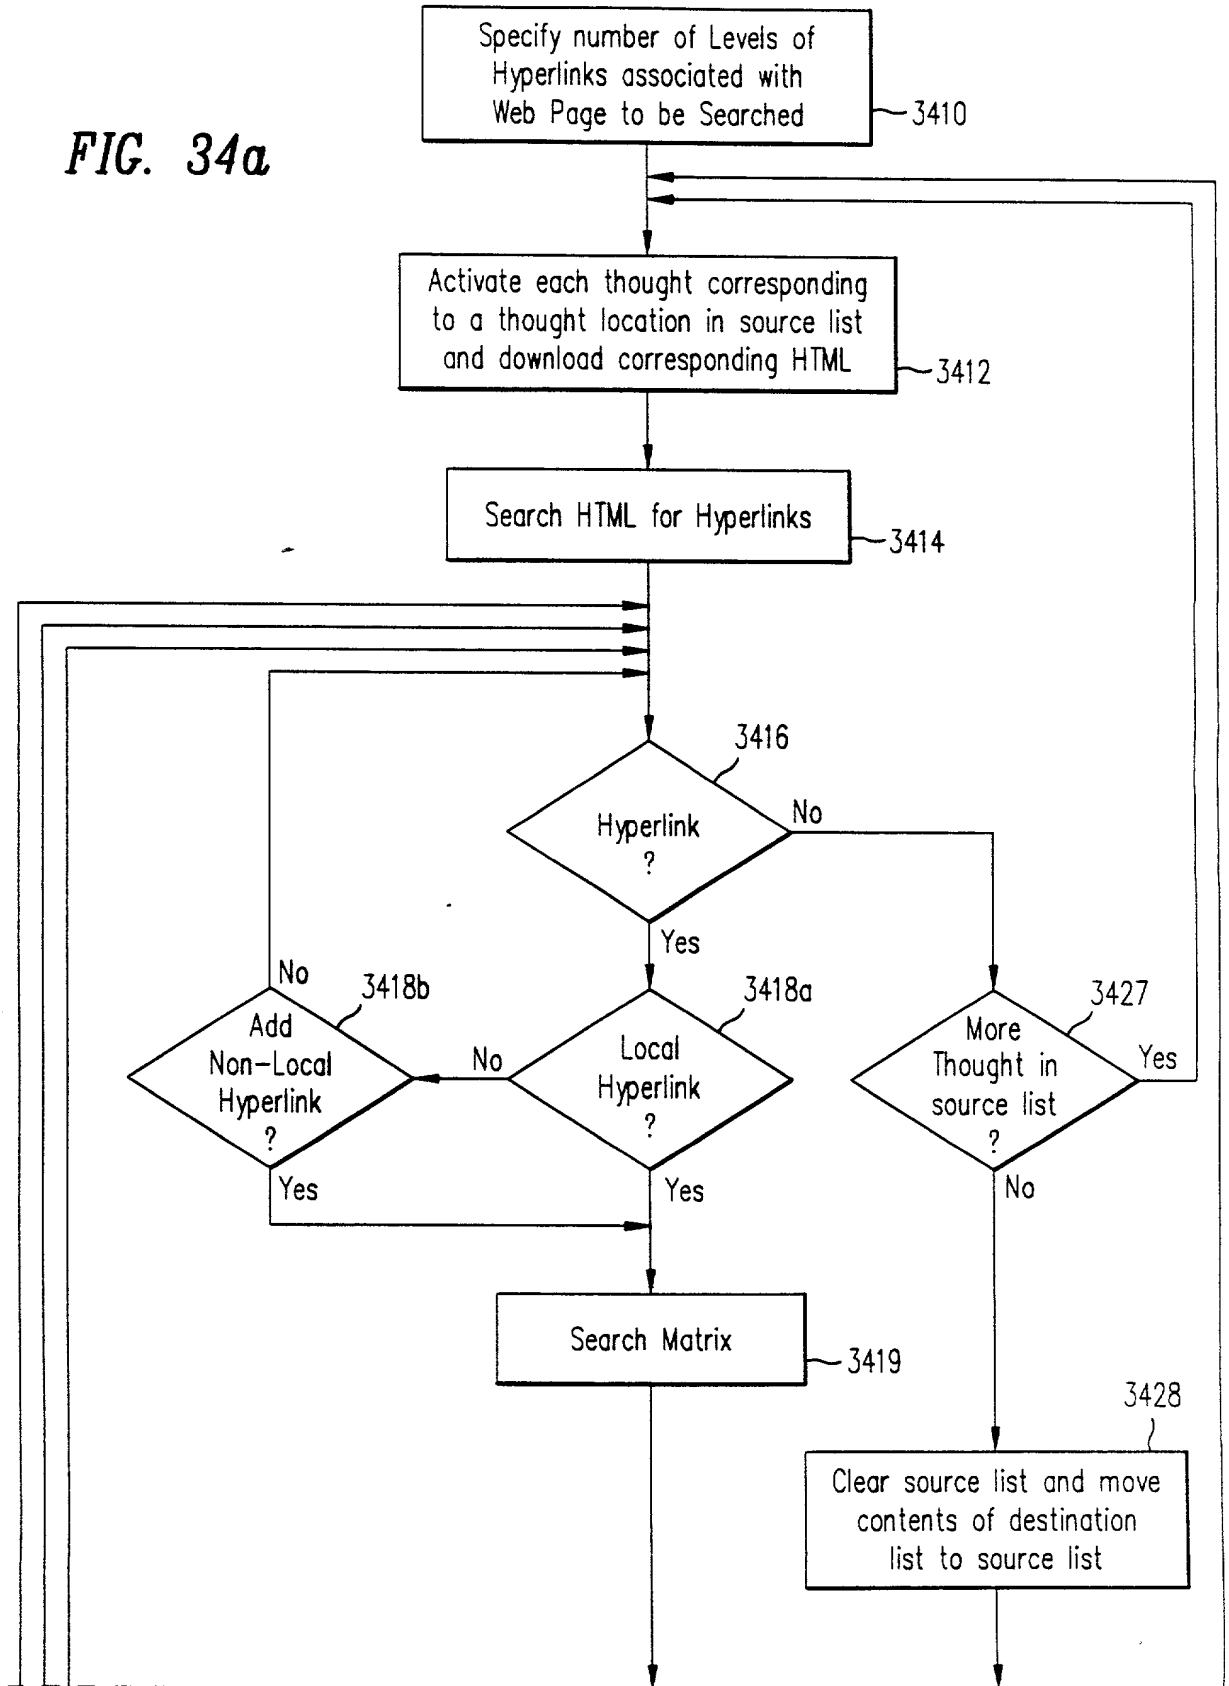 Specify number of Levels of
Hyperlinks associated with
Web Page to be Searched
3410
FIG. 34a
Activate each thought corresponding
to a thought location in source list
and download corresponding HTML
3412
Search HTML for Hyperlinks
3414
3416
Hyperlink
?
No
Yes
3418b
No
Add
Non-Local
Hyperlink
?
Yes
3418a
No
Local
Hyperlink
?
Yes
3427
More
Thought in
source list
?
Yes
No
Search Matrix
3419
3428
Clear source list and move
contents of destination
list to source list